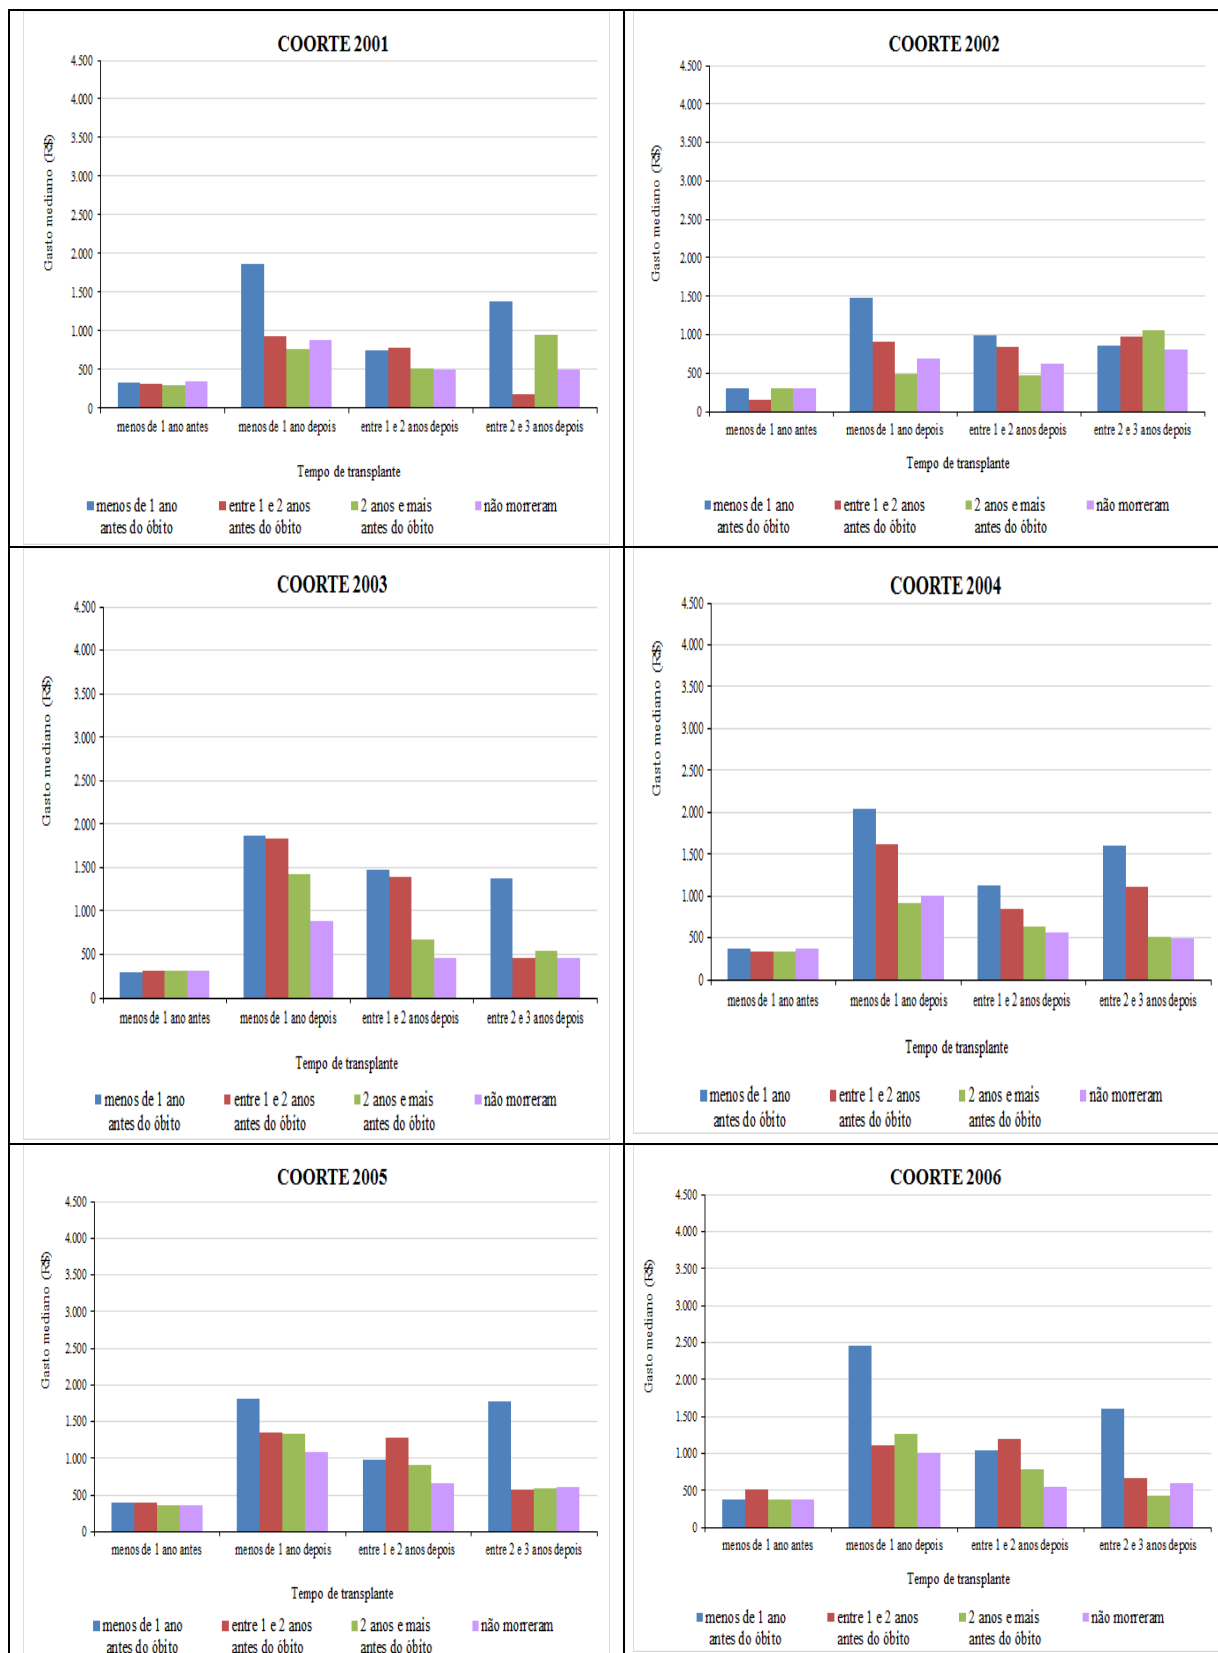 COORTE 2001
4.500
4.000
3.500
3.000
2.500
2.000
1.500
1.000
500
0
Gasto mediano (R$)
menos de 1 ano antes menos de 1 ano depois entre 1 e 2 anos depois entre 2 e 3 anos depois
Tempo de transplante
menos de 1 ano entre 1 e 2 anos 2 anos e mais não morreram
antes do óbito antes do óbito antes do óbito
COORTE 2002
4.500
4.000
3.500
3.000
2.500
2.000
1.500
1.000
500
0
Gasto mediano (R$)
menos de 1 ano antes menos de 1 ano depois entre 1 e 2 anos depois entre 2 e 3 anos depois
Tempo de transplante
menos de 1 ano entre 1 e 2 anos 2 anos e mais não morreram
antes do óbito antes do óbito antes do óbito
COORTE 2003
4.500
4.000
3.500
3.000
2.500
2.000
1.500
1.000
500
0
Gasto mediano (R$)
menos de 1 ano antes menos de 1 ano depois entre 1 e 2 anos depois entre 2 e 3 anos depois
Tempo de transplante
menos de 1 ano entre 1 e 2 anos 2 anos e mais não morreram
antes do óbito antes do óbito antes do óbito
COORTE 2004
4.500
4.000
3.500
3.000
2.500
2.000
1.500
1.000
500
0
Gasto mediano (R$)
menos de 1 ano antes menos de 1 ano depois entre 1 e 2 anos depois entre 2 e 3 anos depois
Tempo de transplante
menos de 1 ano entre 1 e 2 anos 2 anos e mais não morreram
antes do óbito antes do óbito antes do óbito
COORTE 2005
4.500
4.000
3.500
3.000
2.500
2.000
1.500
1.000
500
0
Gasto mediano (R$)
menos de 1 ano antes menos de 1 ano depois entre 1 e 2 anos depois entre 2 e 3 anos depois
Tempo de transplante
menos de 1 ano entre 1 e 2 anos 2 anos e mais não morreram
antes do óbito antes do óbito antes do óbito
COORTE 2006
4.500
4.000
3.500
3.000
2.500
2.000
1.500
1.000
500
0
Gasto mediano (R$)
menos de 1 ano antes menos de 1 ano depois entre 1 e 2 anos depois entre 2 e 3 anos depois
Tempo de transplante
menos de 1 ano entre 1 e 2 anos 2 anos e mais não morreram
antes do óbito antes do óbito antes do óbito